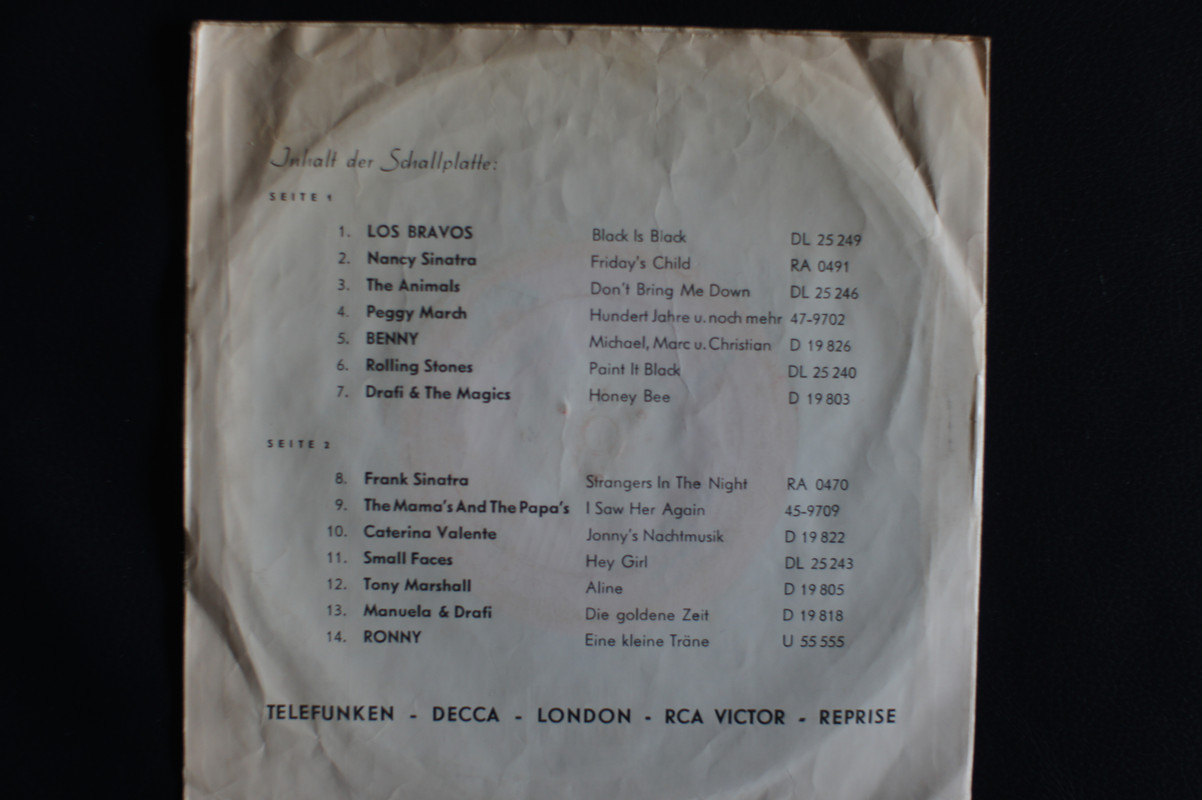 Inhalt der Schallplatte:
SEITE 1
1. LOS BRAVOS Black Is Black DL 25 249
2. Nancy Sinatra Friday's Child RA 0491
3. The Animals Don't Bring Me Down DL 25 246
4. Peggy March Hundert Jahre u. noch mehr 47-9702
5. BENNY Michael, Marc u. Christian D 19 826
6. Rolling Stones Paint It Black DL 25 240
7. Drafi & The Magics Honey Bee D 19 803
SEITE 2
8. Frank Sinatra Strangers In The Night RA 0470
9. The Mama's And The Papa's I Saw Her Again 45-9709
10. Caterina Valente Jonny's Nachtmusik D 19 822
11. Small Faces Hey Girl DL 25 243
12. Tony Marshall Aline D 19 805
13. Manuela & Drafi Die goldene Zeit D 19 818
14. RONNY Eine kleine Träne U 55 555
TELEFUNKEN - DECCA - LONDON - RCA VICTOR - REPRISE